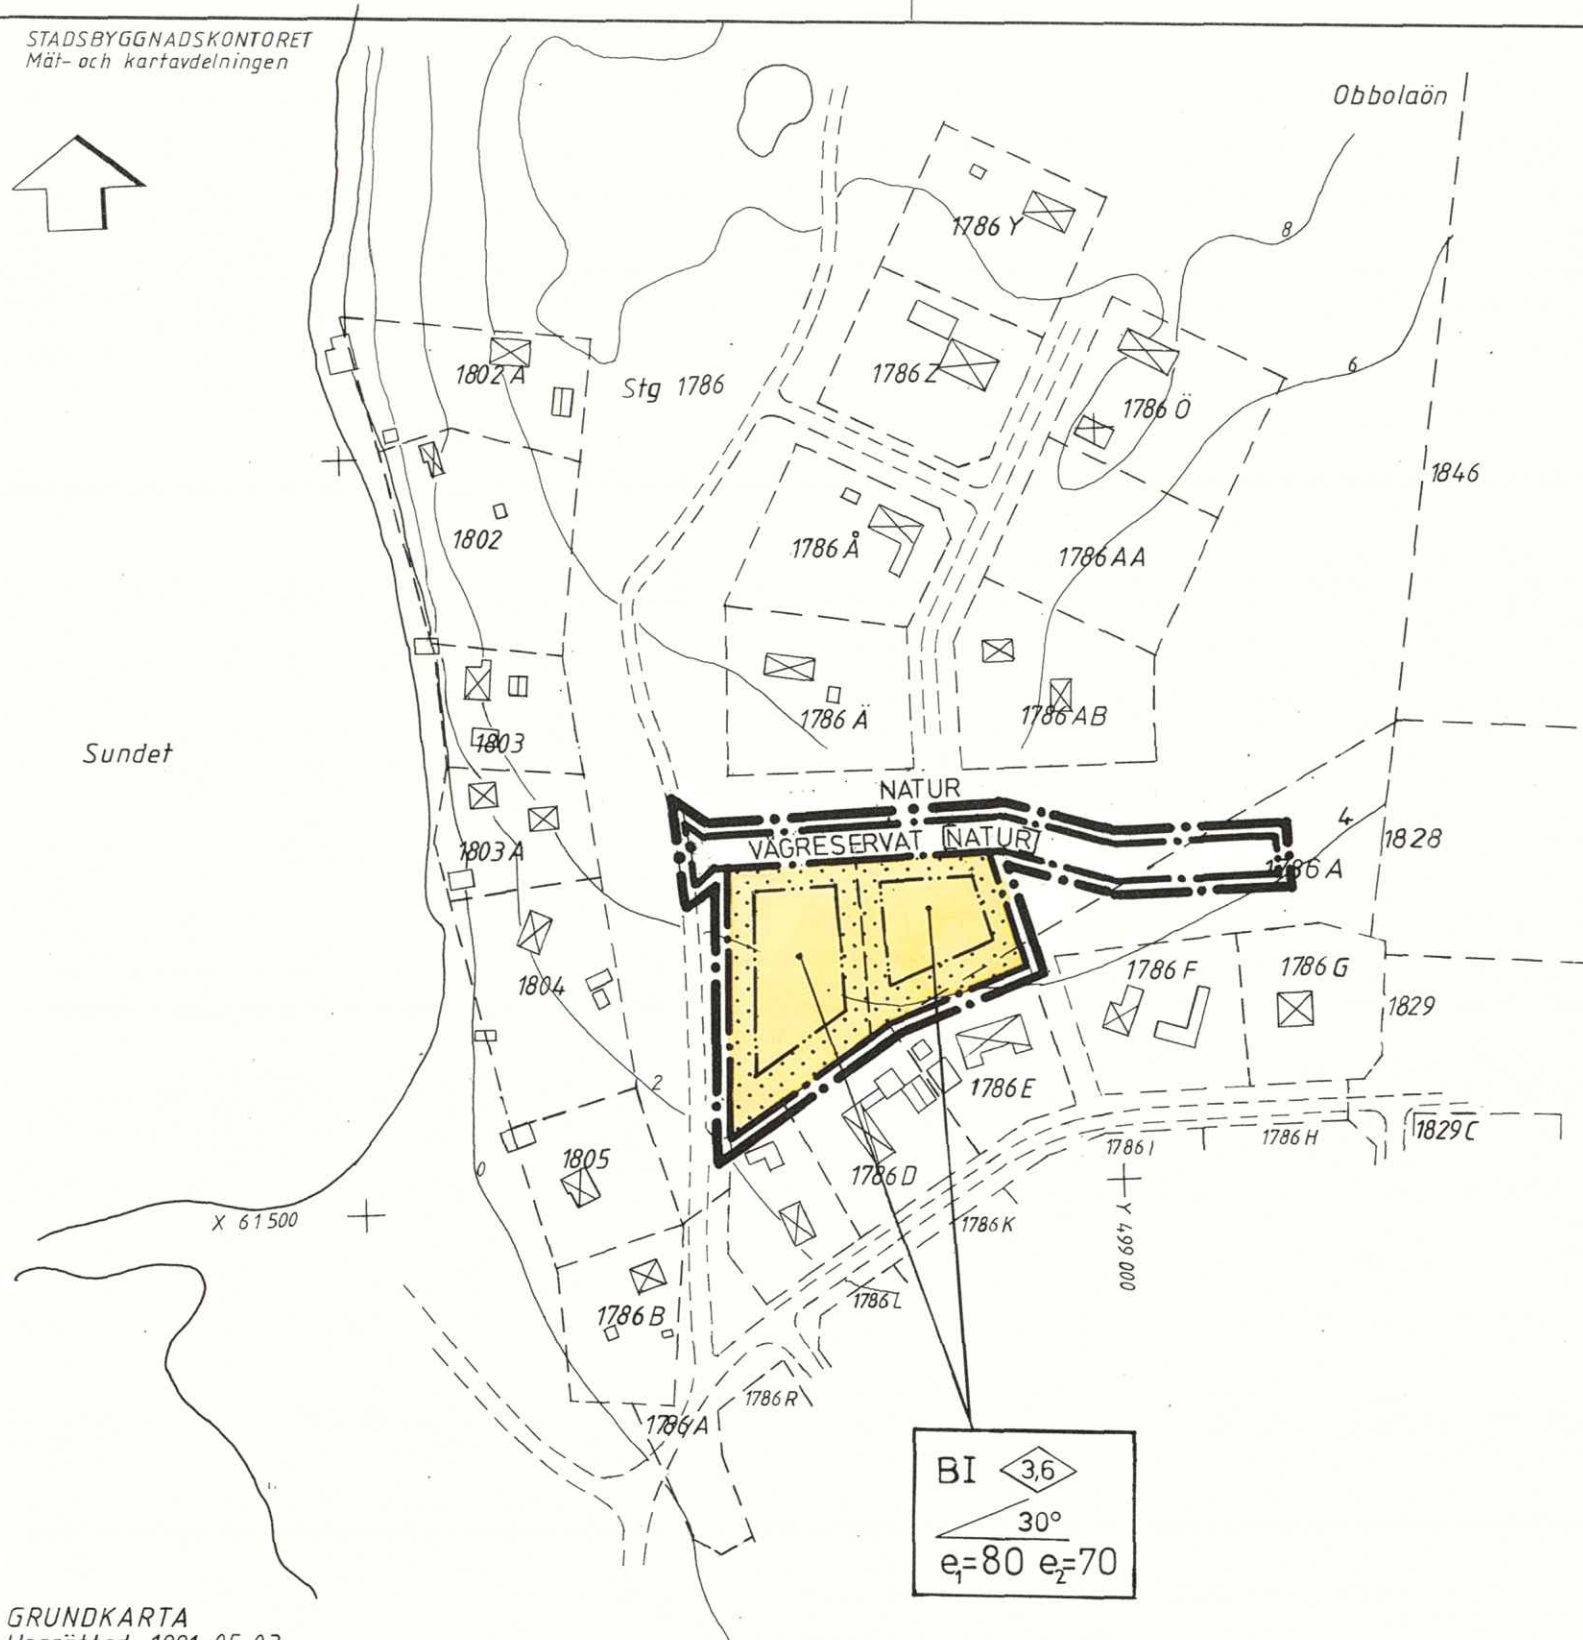 STADSBYGGNADSKONTORET
Mät- och kartavdelningen
Obbolaön
1786 Y
8
1802 A
Stg 1786
1786 Z
1786 Ö
6
1846
1802
1786 Å
1786 AA
1803
1786 Ä
1786 AB
Sundet
NATUR
VÄGRESERVAT NATUR
4
1828
1803 A
1786 A
1804
1786 F
1786 G
1829
2
1786 E
1786 I
1786 H
1829 C
0
1805
1786 D
X 61 500
1786 K
Y 499 000
1786 B
1786 L
1786 R
1786 A
BI 3,6
30°
e1=80 e2=70
GRUNDKARTA